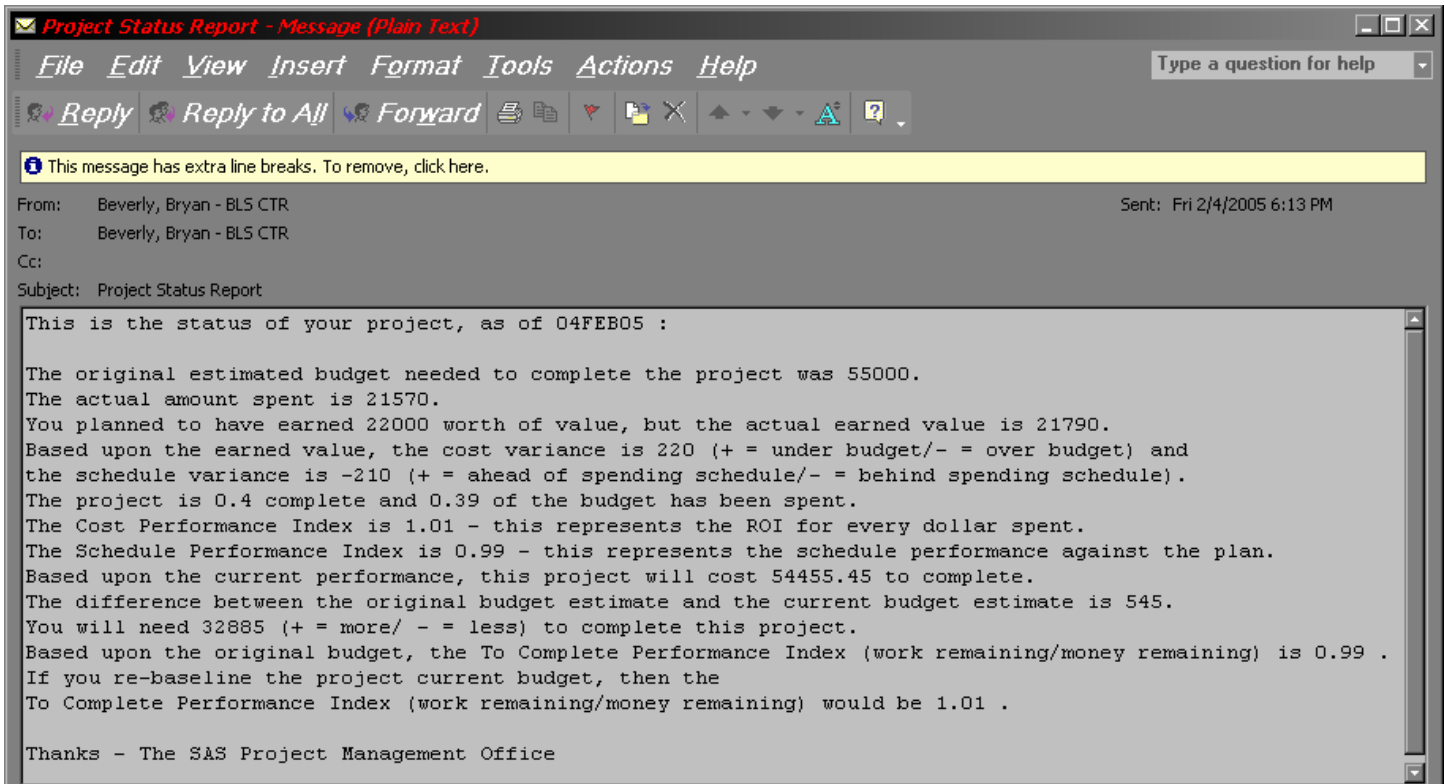 Project Status Report - Message (Plain Text)
File Edit View Insert Format Tools Actions Help
Type a question for help
Reply Reply to All Forward
This message has extra line breaks. To remove, click here.
From: Beverly, Bryan - BLS CTR Sent: Fri 2/4/2005 6:13 PM
To: Beverly, Bryan - BLS CTR
Cc:
Subject: Project Status Report
This is the status of your project, as of 04FEB05 :
The original estimated budget needed to complete the project was 55000.
The actual amount spent is 21570.
You planned to have earned 22000 worth of value, but the actual earned value is 21790.
Based upon the earned value, the cost variance is 220 (+ = under budget/- = over budget) and
the schedule variance is -210 (+ = ahead of spending schedule/- = behind spending schedule).
The project is 0.4 complete and 0.39 of the budget has been spent.
The Cost Performance Index is 1.01 - this represents the ROI for every dollar spent.
The Schedule Performance Index is 0.99 - this represents the schedule performance against the plan.
Based upon the current performance, this project will cost 54455.45 to complete.
The difference between the original budget estimate and the current budget estimate is 545.
You will need 32885 (+ = more/ - = less) to complete this project.
Based upon the original budget, the To Complete Performance Index (work remaining/money remaining) is 0.99 .
If you re-baseline the project current budget, then the
To Complete Performance Index (work remaining/money remaining) would be 1.01 .
Thanks - The SAS Project Management Office